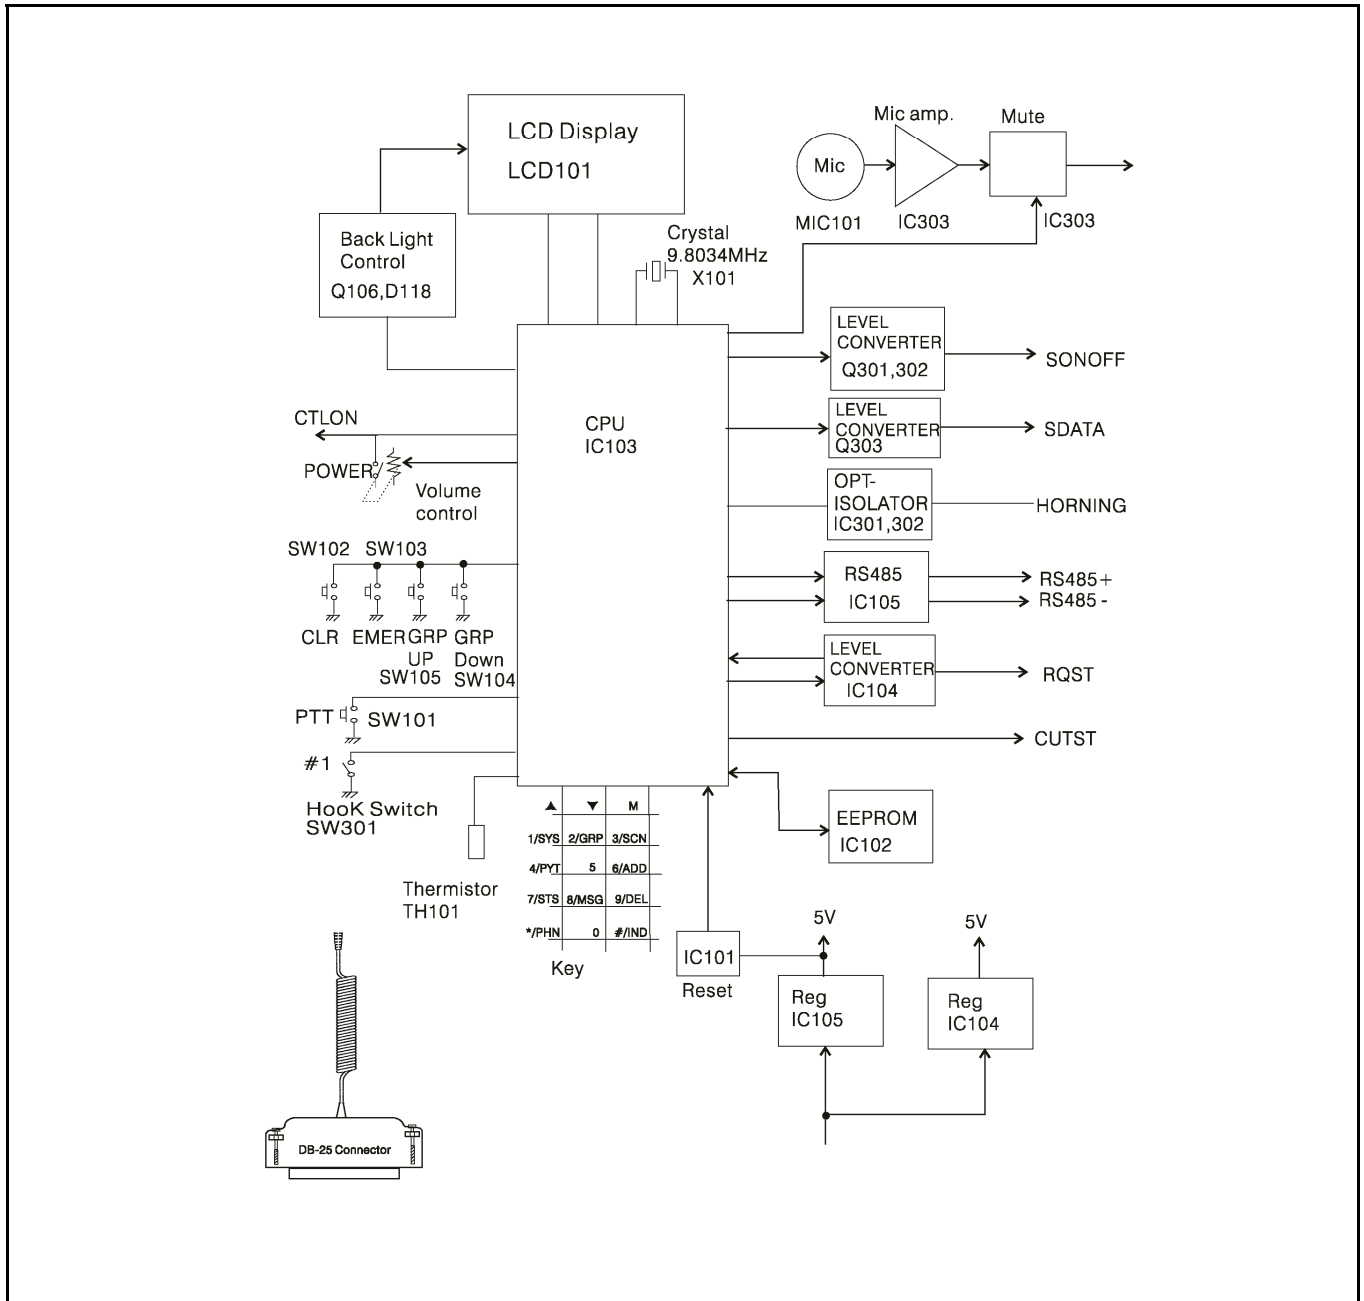 LCD Display
LCD101
Back Light
Control
Q106,D118
Crystal
9.8034MHz
X101
Mic amp.
Mute
Mic
MIC101
IC303
IC303
CPU
IC103
LEVEL
CONVERTER
Q301,302
SONOFF
LEVEL
CONVERTER
Q303
SDATA
OPT-
ISOLATOR
IC301,302
HORNING
RS485
IC105
RS485+
RS485-
LEVEL
CONVERTER
IC104
RQST
CUTST
EEPROM
IC102
CTLON
POWER
Volume
control
SW102 SW103
CLR EMER GRP GRP
UP Down
SW105 SW104
PTT SW101
#1
HooK Switch
SW301
Thermistor
TH101
M
1/SYS 2/GRP 3/SCN
4/PYT 5 6/ADD
7/STS 8/MSG 9/DEL
*/PHN 0 #/IND
Key
IC101
Reset
5V
Reg
IC105
5V
Reg
IC104
DB-25 Connector